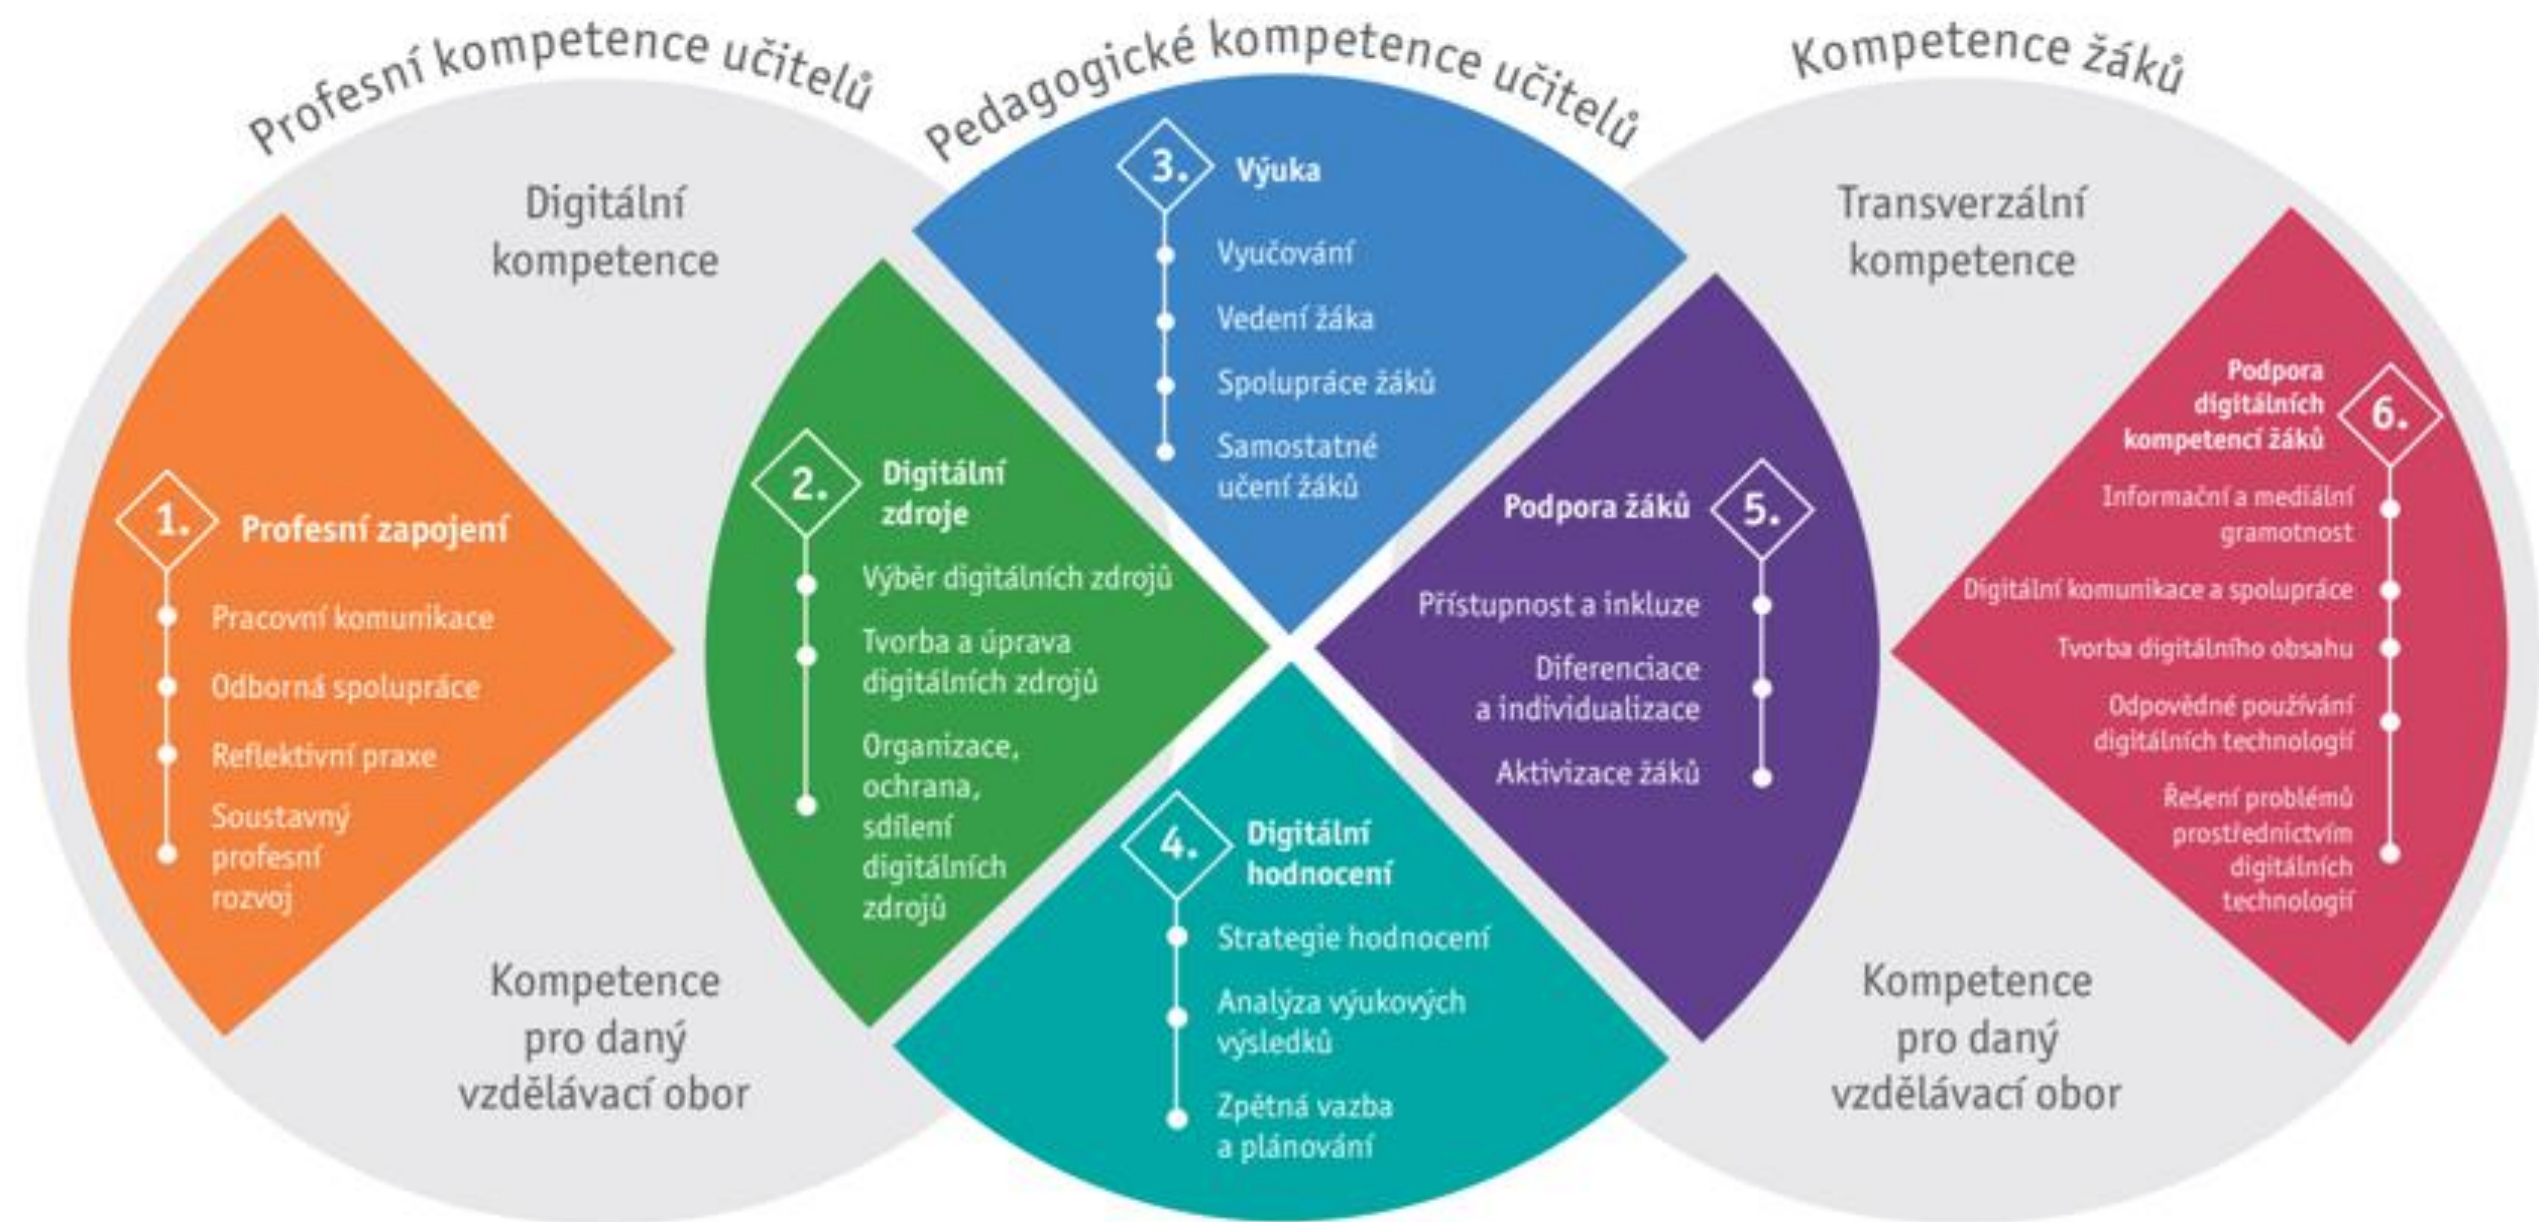 Profesní kompetence učitelů
Pedagogické kompetence učitelů
Kompetence žáků
Digitální
kompetence
Kompetence
pro daný
vzdělávací obor
1.
Profesní zapojení
Pracovní komunikace
Odborná spolupráce
Reflektivní praxe
Soustavný
profesní
rozvoj
2.
Digitální
zdroje
Výběr digitálních zdrojů
Tvorba a úprava
digitálních zdrojů
Organizace,
ochrana,
sdílení
digitálních
zdrojů
3.
Výuka
Vyučování
Vedení žáka
Spolupráce žáků
Samostatné
učení žáků
4.
Digitální
hodnocení
Strategie hodnocení
Analýza výukových
výsledků
Zpětná vazba
a plánování
Podpora žáků
5.
Přístupnost a inkluze
Diferenciace
a individualizace
Aktivizace žáků
Transverzální
kompetence
Kompetence
pro daný
vzdělávací obor
Podpora
digitálních
kompetencí žáků
6.
Informační a mediální
gramotnost
Digitální komunikace a spolupráce
Tvorba digitálního obsahu
Odpovědné používání
digitálních technologií
Řešení problémů
prostřednictvím
digitálních
technologií